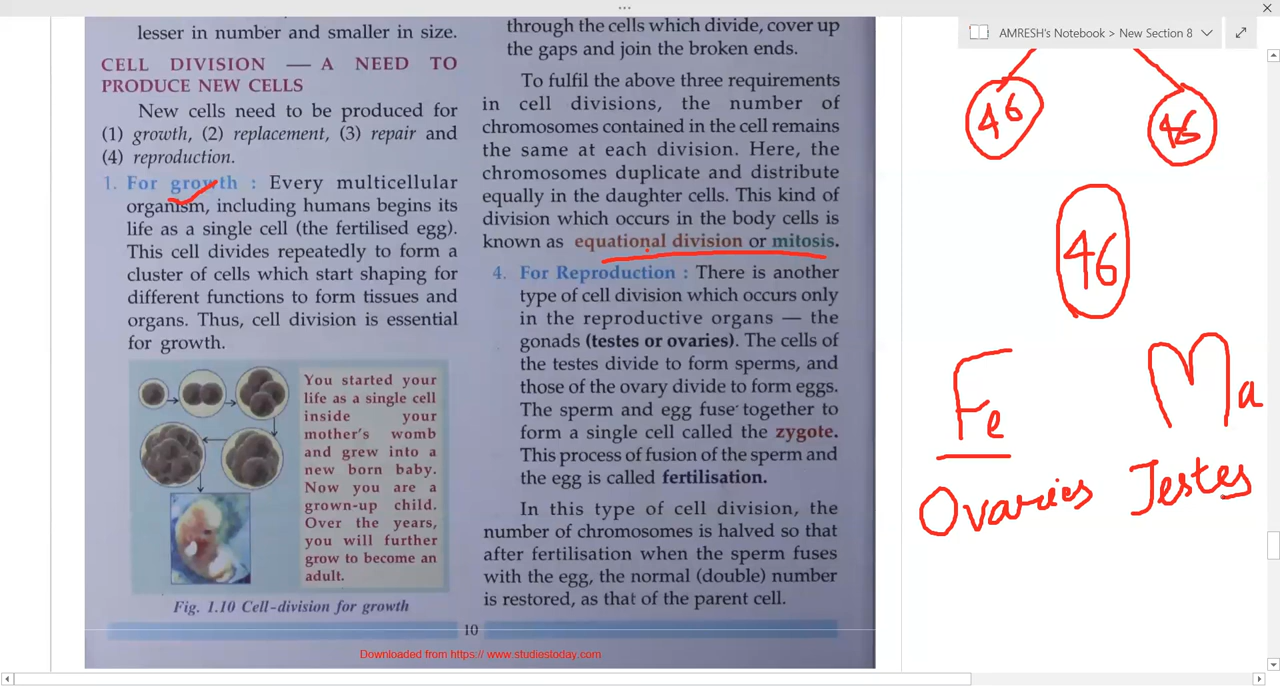 AMRESH's Notebook > New Section 8
lesser in number and smaller in size.
CELL DIVISION — A NEED TO
PRODUCE NEW CELLS
New cells need to be produced for
(1) growth, (2) replacement, (3) repair and
(4) reproduction.
1. For growth : Every multicellular
organism, including humans begins its
life as a single cell (the fertilised egg).
This cell divides repeatedly to form a
cluster of cells which start shaping for
different functions to form tissues and
organs. Thus, cell division is essential
for growth.
You started your
life as a single cell
inside your
mother's womb
and grew into a
new born baby.
Now you are a
grown-up child.
Over the years,
you will further
grow to become an
adult.
Fig. 1.10 Cell-division for growth
through the cells which divide, cover up
the gaps and join the broken ends.
To fulfil the above three requirements
in cell divisions, the number of
chromosomes contained in the cell remains
the same at each division. Here, the
chromosomes duplicate and distribute
equally in the daughter cells. This kind of
division which occurs in the body cells is
known as equational division or mitosis.
4. For Reproduction : There is another
type of cell division which occurs only
in the reproductive organs — the
gonads (testes or ovaries). The cells of
the testes divide to form sperms, and
those of the ovary divide to form eggs.
The sperm and egg fuse together to
form a single cell called the zygote.
This process of fusion of the sperm and
the egg is called fertilisation.
In this type of cell division, the
number of chromosomes is halved so that
after fertilisation when the sperm fuses
with the egg, the normal (double) number
is restored, as that of the parent cell.
10
Downloaded from https:// www.studiestoday.com
46 46
46
Fe Ma
Ovaries Testes